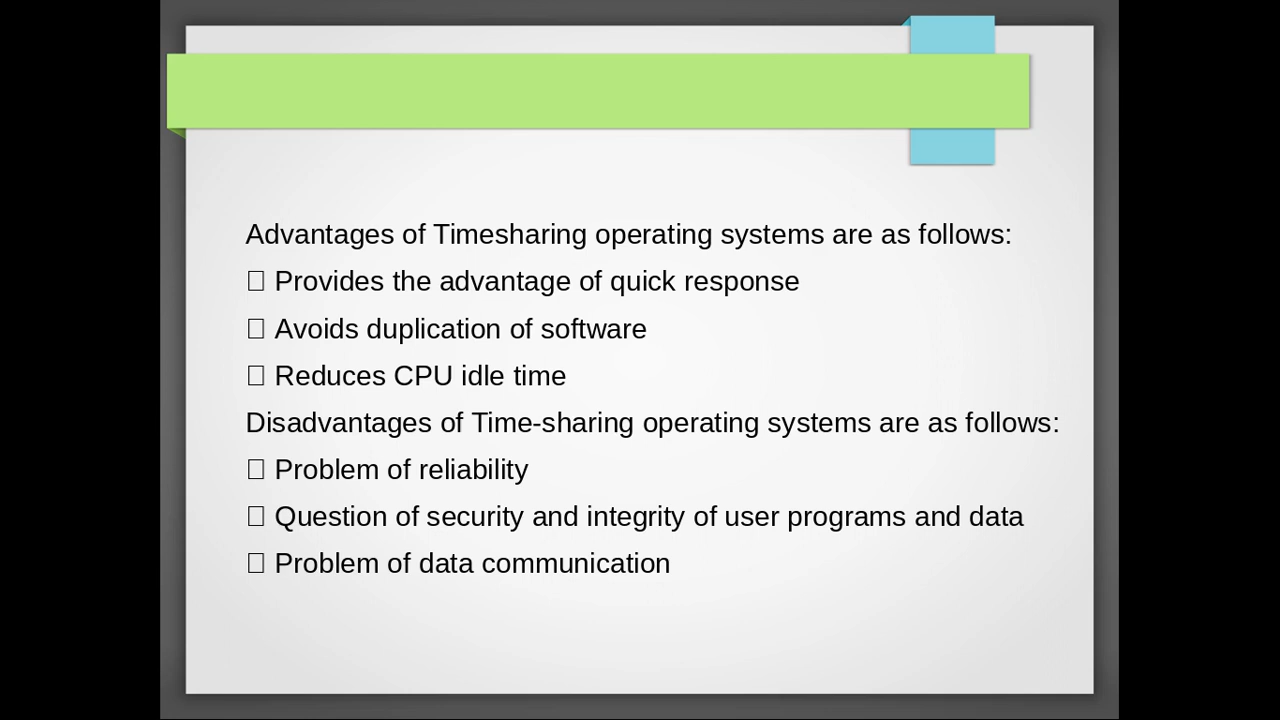 Advantages of Timesharing operating systems are as follows:
 Provides the advantage of quick response
 Avoids duplication of software
 Reduces CPU idle time
Disadvantages of Time-sharing operating systems are as follows:
 Problem of reliability
 Question of security and integrity of user programs and data
 Problem of data communication